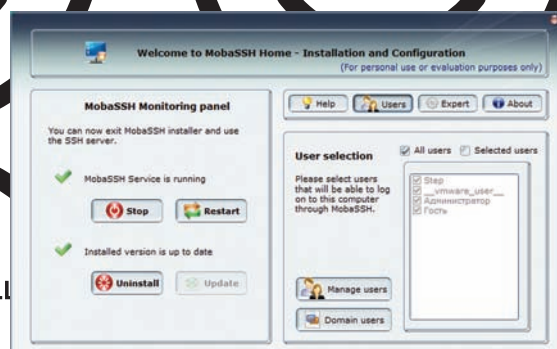 Welcome to MobaSSH Home - Installation and Configuration
(For personal use or evaluation purposes only)
MobaSSH Monitoring panel
You can now exit MobaSSH installer and use
the SSH server.
MobaSSH Service is running
Stop
Restart
Installed version is up to date
Uninstall
Update
Help
Users
Expert
About
User selection
All users
Selected users
Please select users
that will be able to log
on to this computer
through MobaSSH.
Step
__vmware_user__
Администратор
Гость
Manage users
Domain users